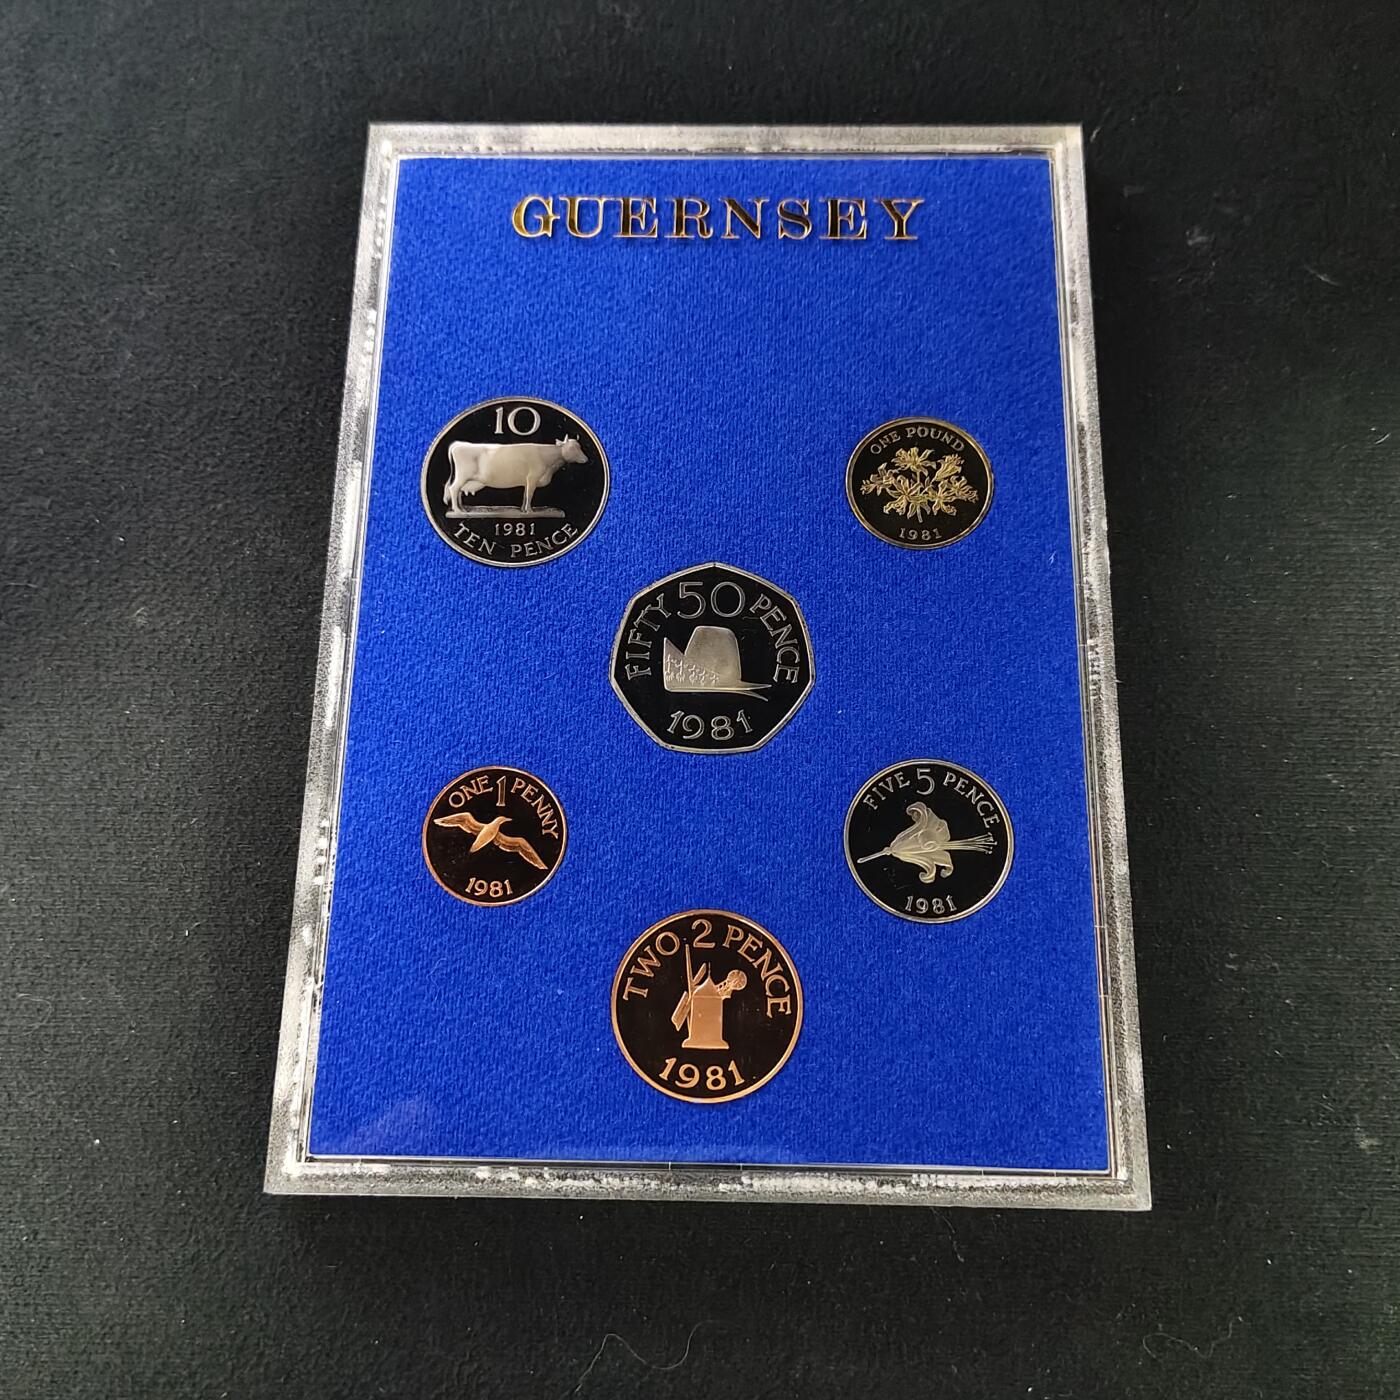 GUERNSEY
10
1981
TEN PENCE
ONE POUND
1981
FIFTY 50 PENCE
1981
ONE 1 PENNY
1981
FIVE 5 PENCE
1981
TWO 2 PENCE
1981